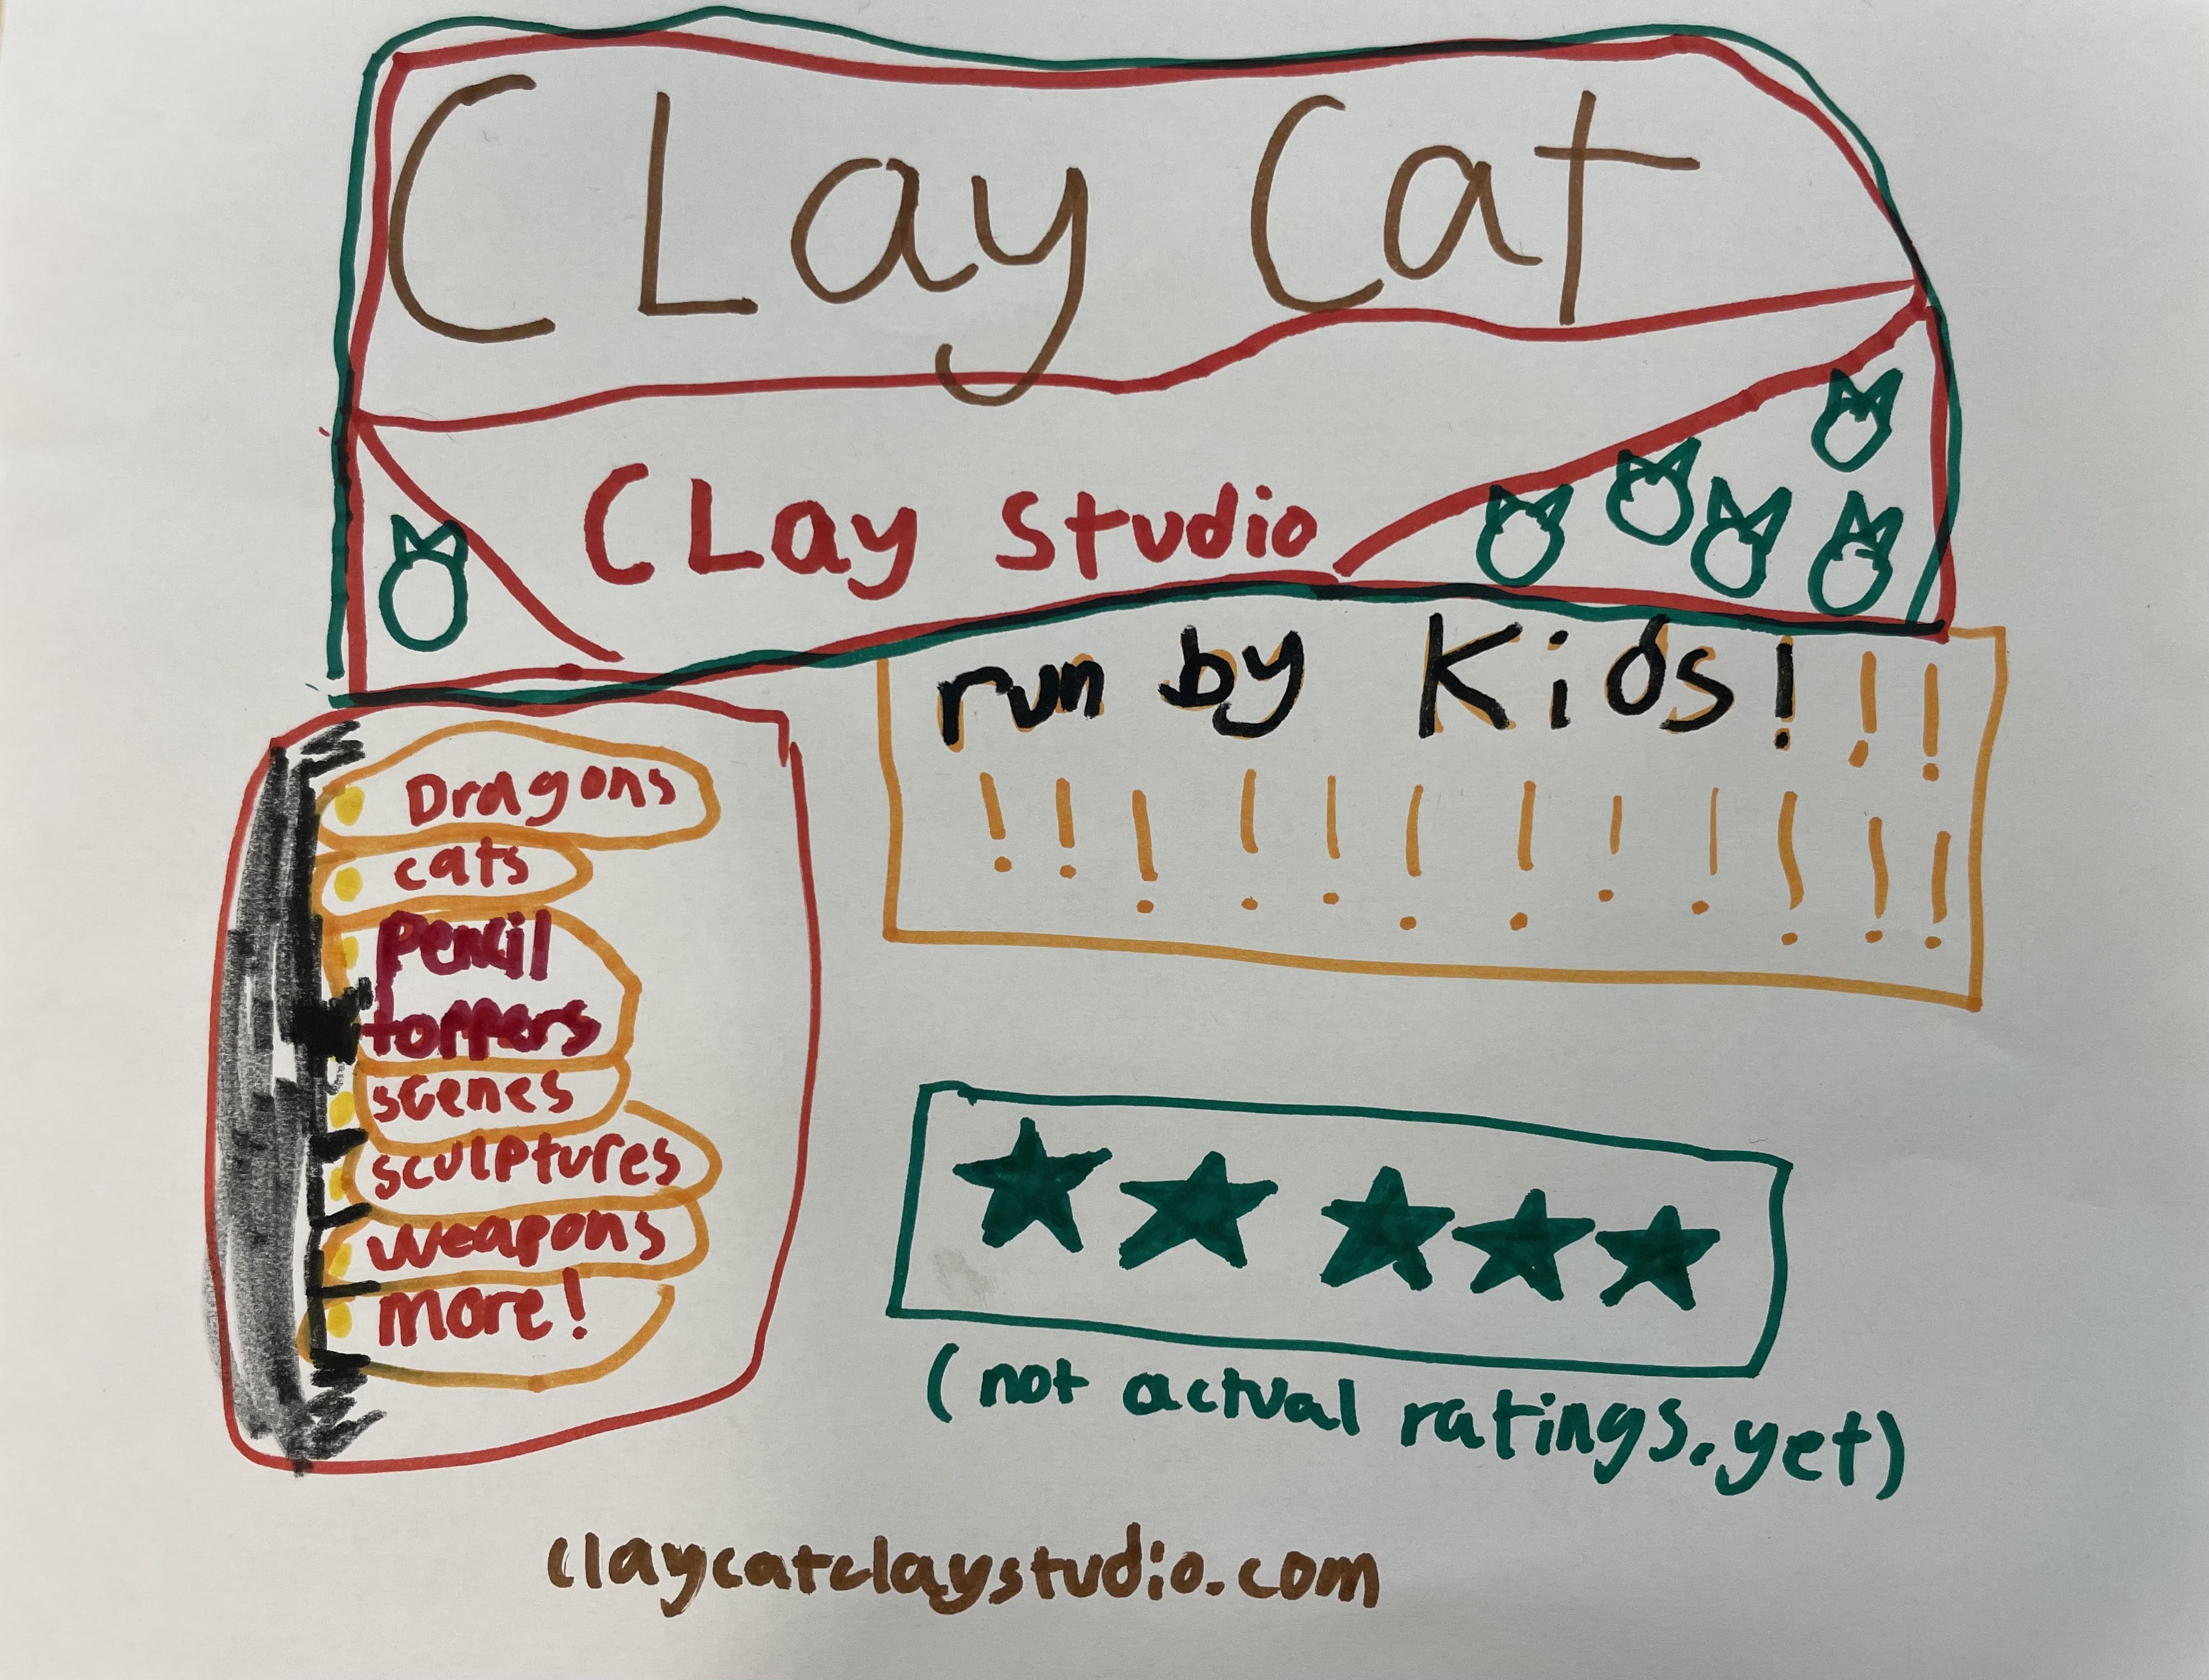 CLay Cat
CLay studio
run by Kids! ! !
! ! ! ! ! ! ! ! ! ! ! !
Dragons
cats
Pencil
toppers
scenes
sculptures
weapons
more!
(not actual ratings.yet)
claycatclaystudio.com